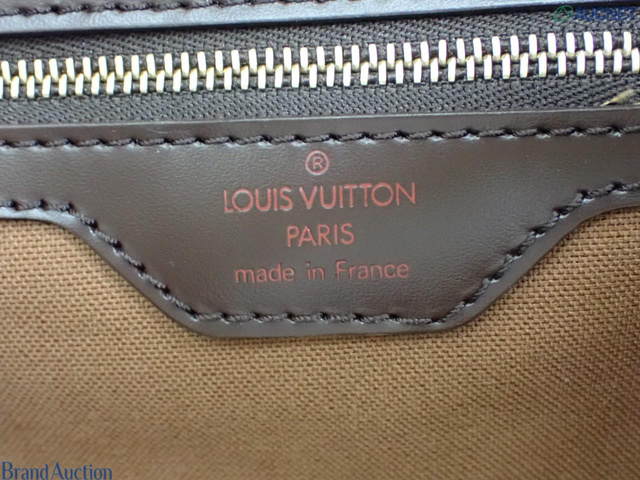 ®
LOUIS VUITTON
PARIS
made in France
Brand Auction